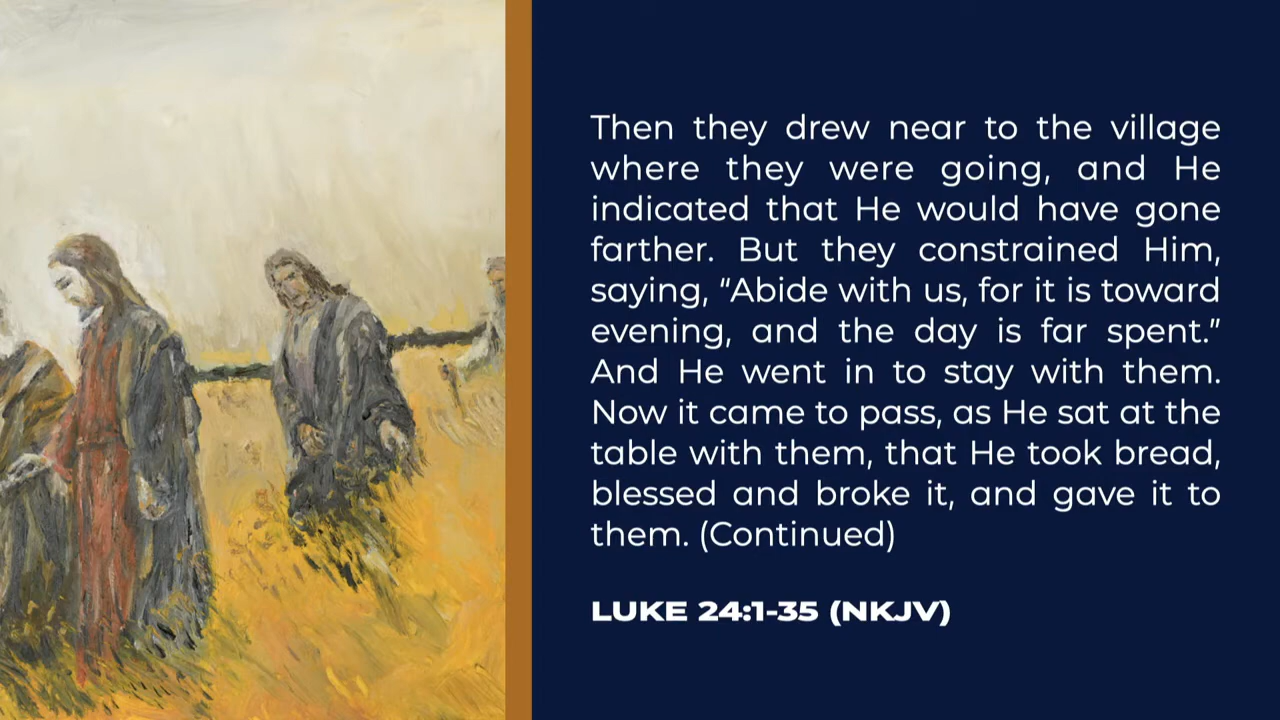 Then they drew near to the village
where they were going, and He
indicated that He would have gone
farther. But they constrained Him,
saying, “Abide with us, for it is toward
evening, and the day is far spent.”
And He went in to stay with them.
Now it came to pass, as He sat at the
table with them, that He took bread,
blessed and broke it, and gave it to
them. (Continued)
LUKE 24:1-35 (NKJV)